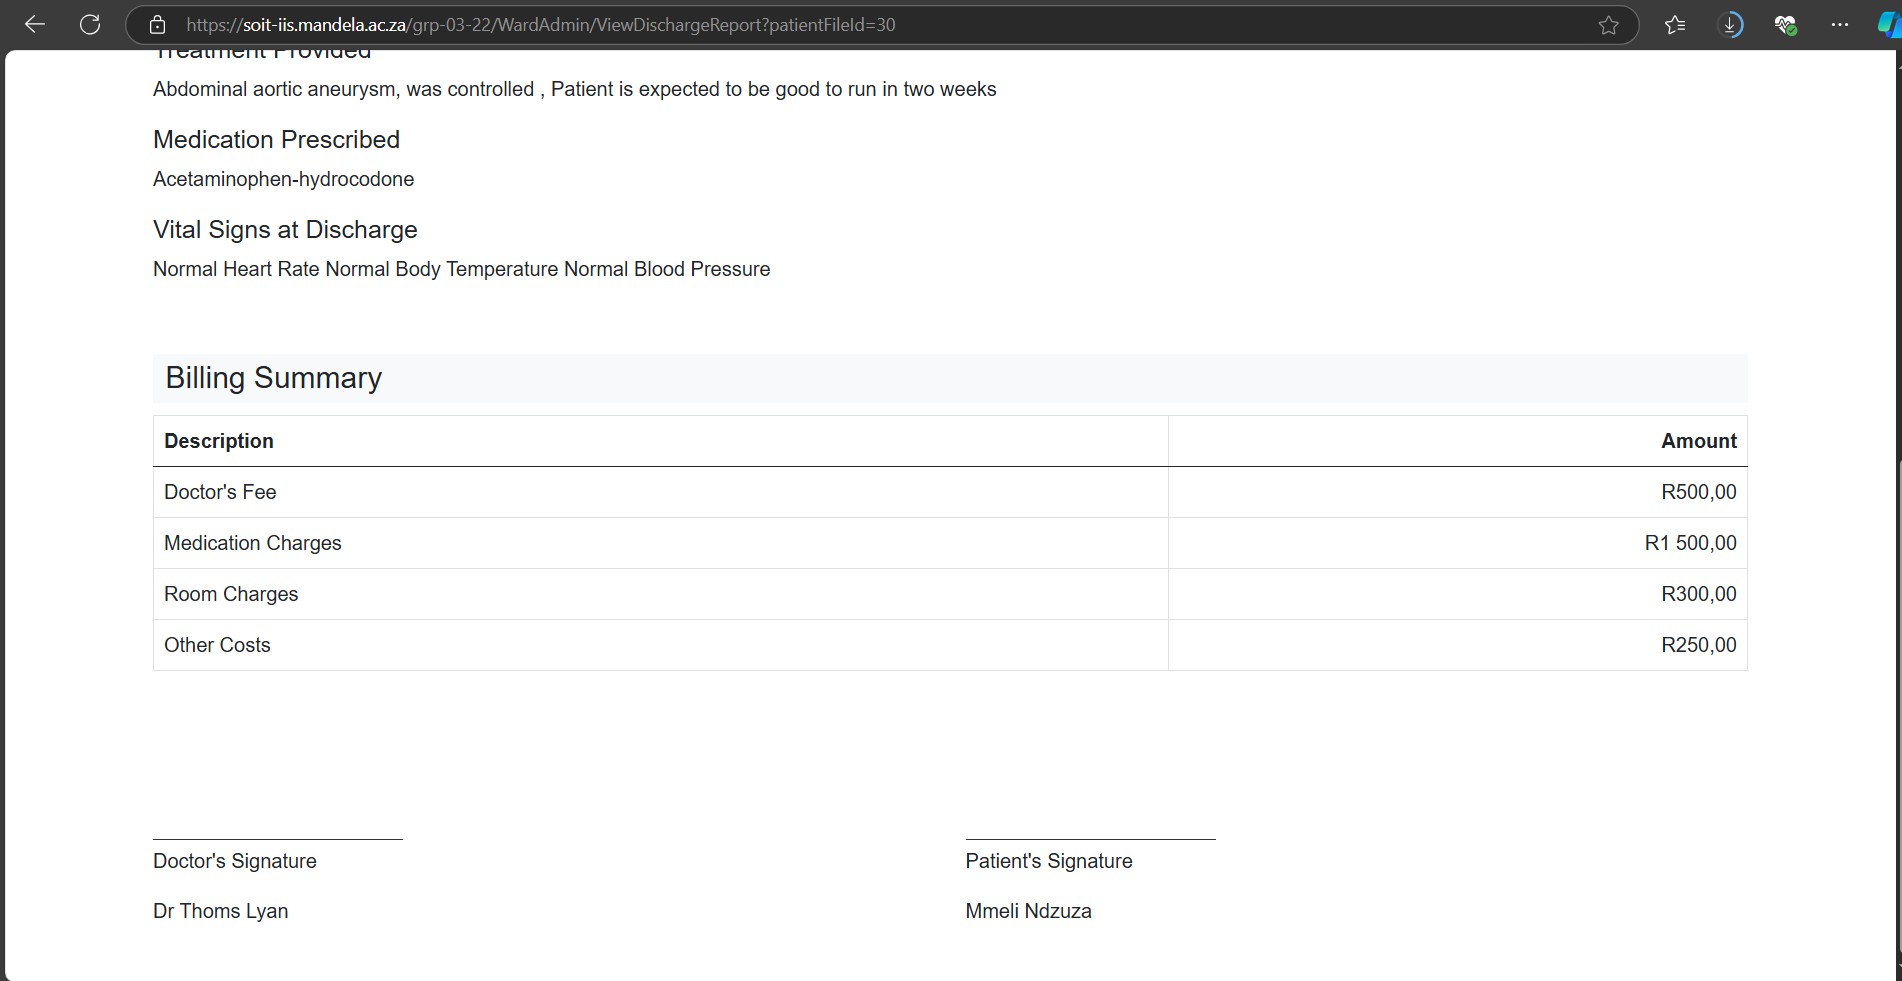 https://soit-iis.mandela.ac.za/grp-03-22/WardAdmin/ViewDischargeReport?patientFileId=30
Treatment Provided
Abdominal aortic aneurysm, was controlled , Patient is expected to be good to run in two weeks
Medication Prescribed
Acetaminophen-hydrocodone
Vital Signs at Discharge
Normal Heart Rate Normal Body Temperature Normal Blood Pressure
Billing Summary
Description Amount
Doctor's Fee R500,00
Medication Charges R1 500,00
Room Charges R300,00
Other Costs R250,00
Doctor's Signature Patient's Signature
Dr Thoms Lyan Mmeli Ndzuza